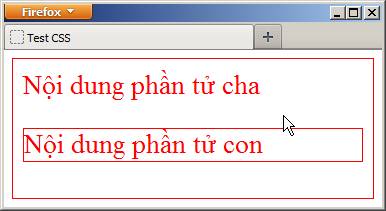 Firefox
Test CSS
Nội dung phần tử cha
Nội dung phần tử con